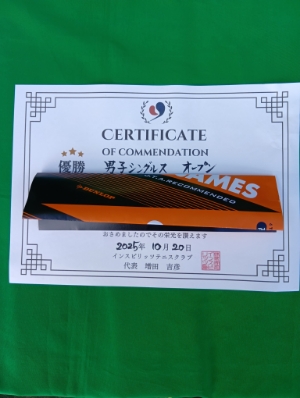 CERTIFICATE
OF COMMENDATION
優勝 男子シングルス オープン
AMES
J.T.A.RECOMMENDED
DUNLOP
おさめましたのでその栄光を讃えます
2025年 10月20日
インスピリッツテニスクラブ
代表 増田 吉彦